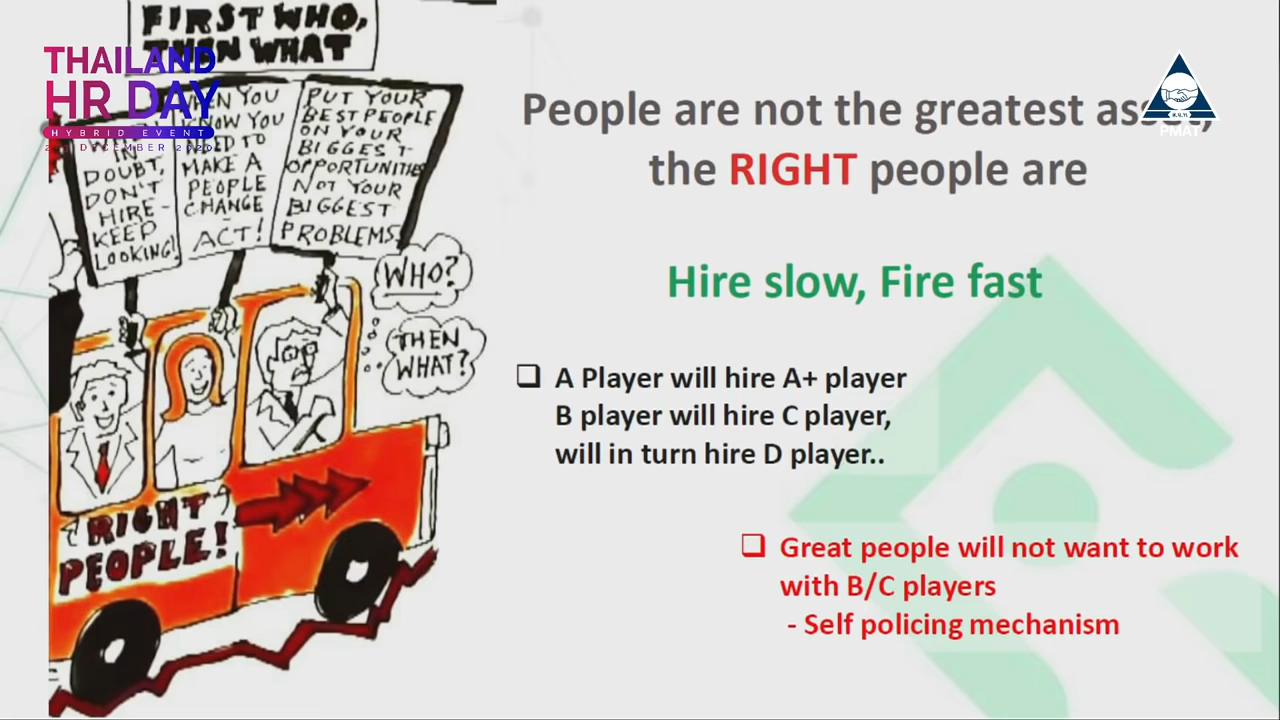 FIRST WHO,
THEN WHAT
THAILAND
HR DAY
HYBRID EVENT
DECEMBER 2020
IN
DOUBT,
DON'T
HIRE-
KEEP
LOOKING!
WHEN YOU
KNOW YOU
NEED TO
MAKE A
PEOPLE
CHANGE
-
ACT!
PUT YOUR
BEST PEOPLE
ON YOUR
BIGGEST
OPPORTUNITIES
NOT YOUR
BIGGEST
PROBLEMS
WHO?
THEN
WHAT?
RIGHT
PEOPLE!
People are not the greatest asset,
the RIGHT people are
Hire slow, Fire fast
❑ A Player will hire A+ player
B player will hire C player,
will in turn hire D player..
❑ Great people will not want to work
with B/C players
- Self policing mechanism
PMAT